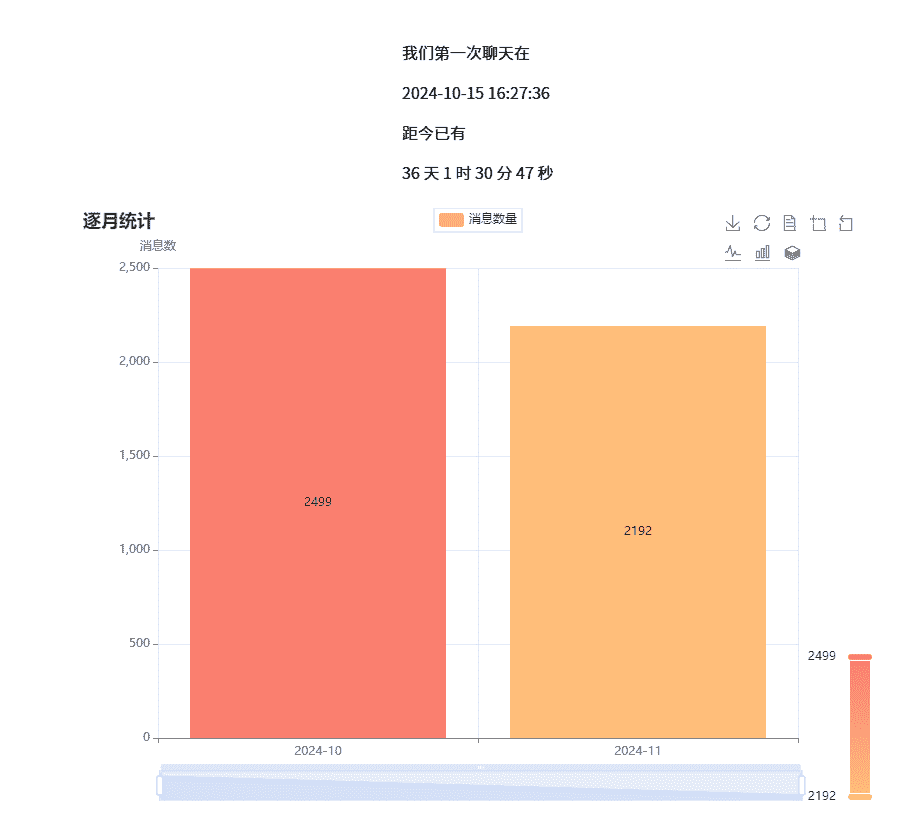 我们第一次聊天在
2024-10-15 16:27:36
距今已有
36 天 1 时 30 分 47 秒
逐月统计
消息数量
消息数
2,500
2,000
1,500
1,000
500
0
2499
2192
2024-10
2024-11
2499
2192